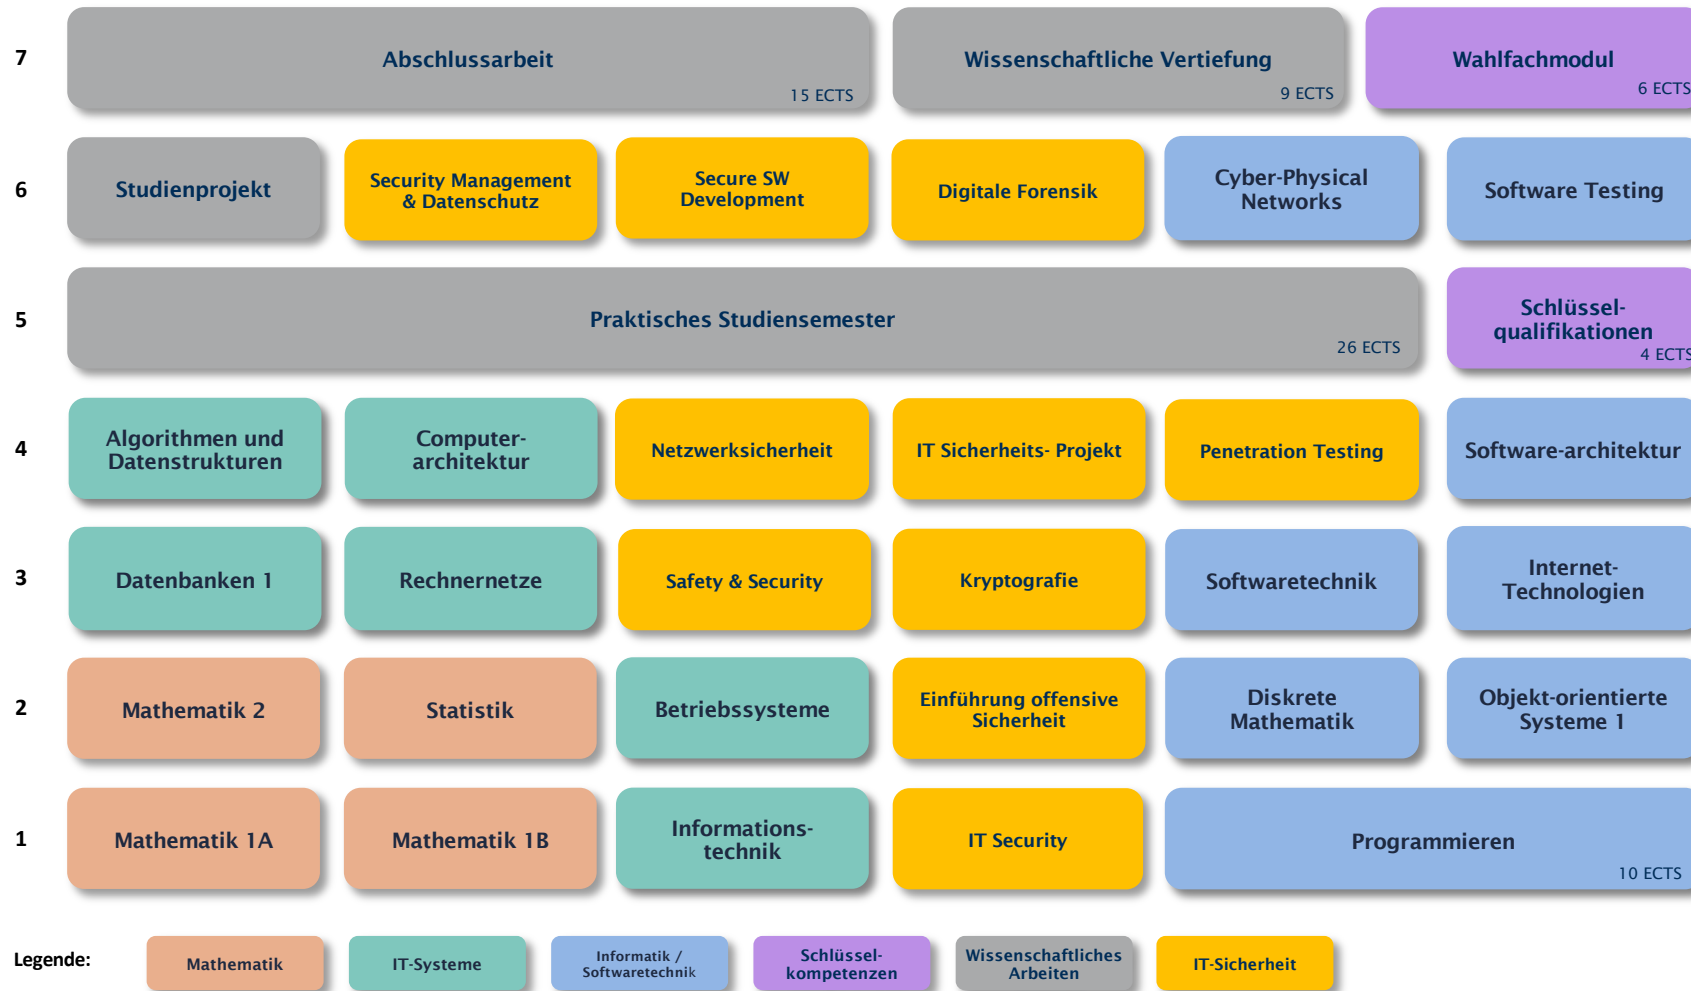 7
Abschlussarbeit
15 ECTS
Wissenschaftliche Vertiefung
9 ECTS
Wahlfachmodul
6 ECTS
6
Studienprojekt
Security Management
& Datenschutz
Secure SW
Development
Digitale Forensik
Cyber-Physical
Networks
Software Testing
5
Praktisches Studiensemester
26 ECTS
Schlüssel-
qualifikationen
4 ECTS
4
Algorithmen und
Datenstrukturen
Computer-
architektur
Netzwerksicherheit
IT Sicherheits- Projekt
Penetration Testing
Software-architektur
3
Datenbanken 1
Rechnernetze
Safety & Security
Kryptografie
Softwaretechnik
Internet-
Technologien
2
Mathematik 2
Statistik
Betriebssysteme
Einführung offensive
Sicherheit
Diskrete
Mathematik
Objekt-orientierte
Systeme 1
1
Mathematik 1A
Mathematik 1B
Informations-
technik
IT Security
Programmieren
10 ECTS
Legende:
Mathematik
IT-Systeme
Informatik /
Softwaretechnik
Schlüssel-
kompetenzen
Wissenschaftliches
Arbeiten
IT-Sicherheit